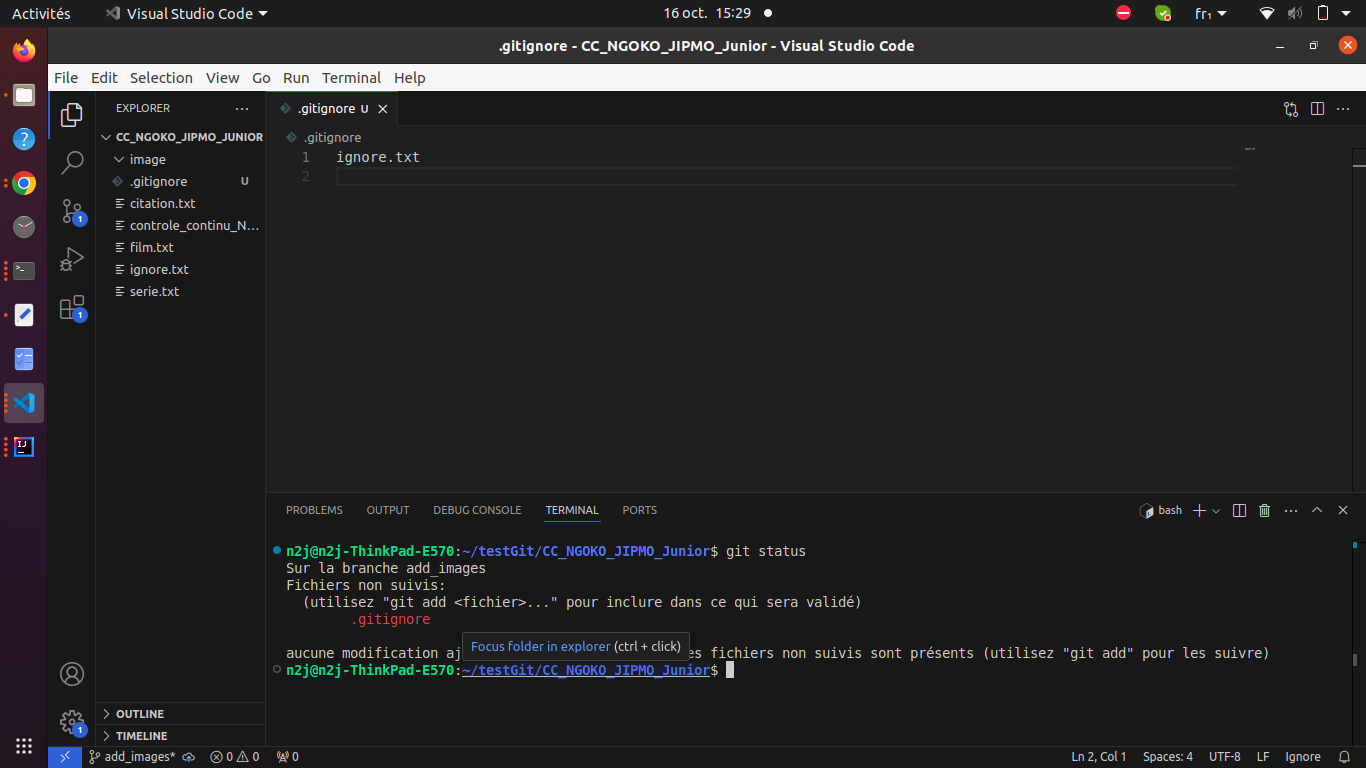 Activités
Visual Studio Code
16 oct. 15:29
fr₁
.gitignore - CC_NGOKO_JIPMO_Junior - Visual Studio Code
File Edit Selection View Go Run Terminal Help
EXPLORER
CC_NGOKO_JIPMO_JUNIOR
image
.gitignore U
citation.txt
controle_continu_N...
film.txt
ignore.txt
serie.txt
OUTLINE
TIMELINE
1
1
1
.gitignore U
.gitignore
1 ignore.txt
2
PROBLEMS OUTPUT DEBUG CONSOLE TERMINAL PORTS
bash
n2j@n2j-ThinkPad-E570:~/testGit/CC_NGOKO_JIPMO_Junior$ git status
Sur la branche add_images
Fichiers non suivis:
(utilisez "git add <fichier>..." pour inclure dans ce qui sera validé)
.gitignore
Focus folder in explorer (ctrl + click)
aucune modification aj es fichiers non suivis sont présents (utilisez "git add" pour les suivre)
n2j@n2j-ThinkPad-E570:~/testGit/CC_NGOKO_JIPMO_Junior$
add_images* 0 0 0
Ln 2, Col 1 Spaces: 4 UTF-8 LF Ignore